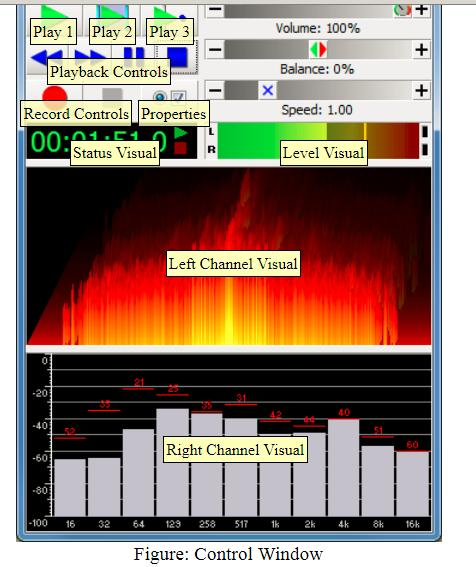 Play 1 Play 2 Play 3
Volume: 100%
Playback Controls
Balance: 0%
Record Controls Properties
Speed: 1.00
00:01:51.0
Status Visual
L
R
Level Visual
Left Channel Visual
0
-20
-40
-60
-80
-100
52 35 21 25 35 31 42 44 40 51 60
Right Channel Visual
16 32 64 129 258 517 1k 2k 4k 8k 16k
Figure: Control Window